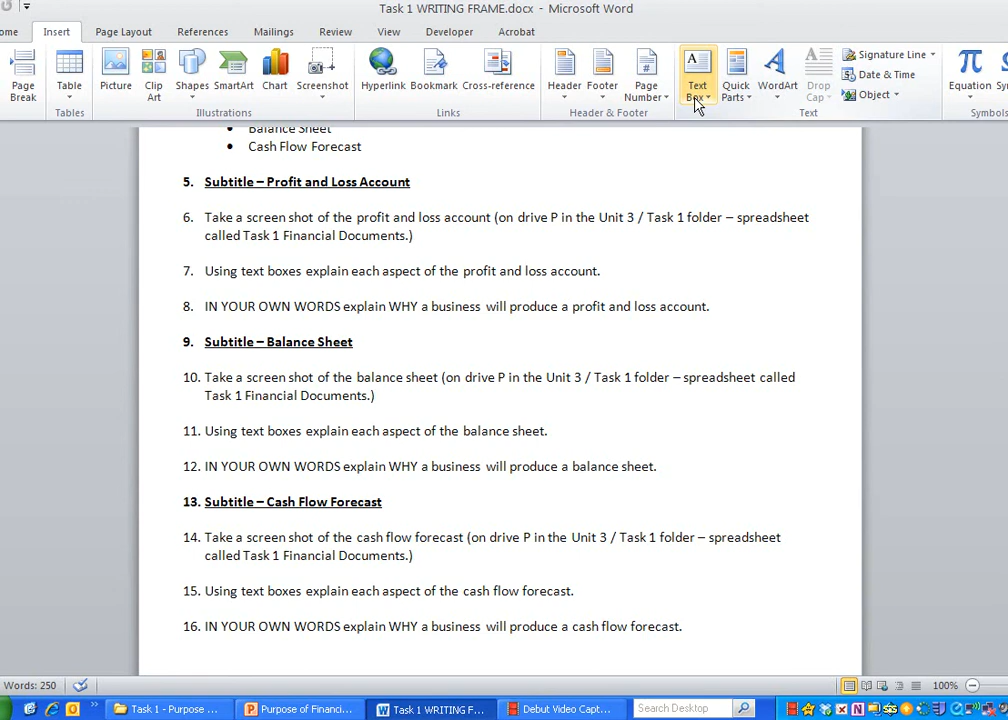 Task 1 WRITING FRAME.docx - Microsoft Word
ome Insert Page Layout References Mailings Review View Developer Acrobat
Page Break
Table
Picture
Clip Art
Shapes
SmartArt
Chart
Screenshot
Hyperlink
Bookmark
Cross-reference
Header
Footer
Page Number
Text Box
Quick Parts
WordArt
Drop Cap
Signature Line
Date & Time
Object
Equation
Tables Illustrations Links Header & Footer Text Symbols
• Balance Sheet
• Cash Flow Forecast
5. Subtitle – Profit and Loss Account
6. Take a screen shot of the profit and loss account (on drive P in the Unit 3 / Task 1 folder – spreadsheet
called Task 1 Financial Documents.)
7. Using text boxes explain each aspect of the profit and loss account.
8. IN YOUR OWN WORDS explain WHY a business will produce a profit and loss account.
9. Subtitle – Balance Sheet
10. Take a screen shot of the balance sheet (on drive P in the Unit 3 / Task 1 folder – spreadsheet called
Task 1 Financial Documents.)
11. Using text boxes explain each aspect of the balance sheet.
12. IN YOUR OWN WORDS explain WHY a business will produce a balance sheet.
13. Subtitle – Cash Flow Forecast
14. Take a screen shot of the cash flow forecast (on drive P in the Unit 3 / Task 1 folder – spreadsheet
called Task 1 Financial Documents.)
15. Using text boxes explain each aspect of the cash flow forecast.
16. IN YOUR OWN WORDS explain WHY a business will produce a cash flow forecast.
Words: 250 100%
Task 1 - Purpose ... Purpose of Financi... Task 1 WRITING F... Debut Video Capt... Search Desktop